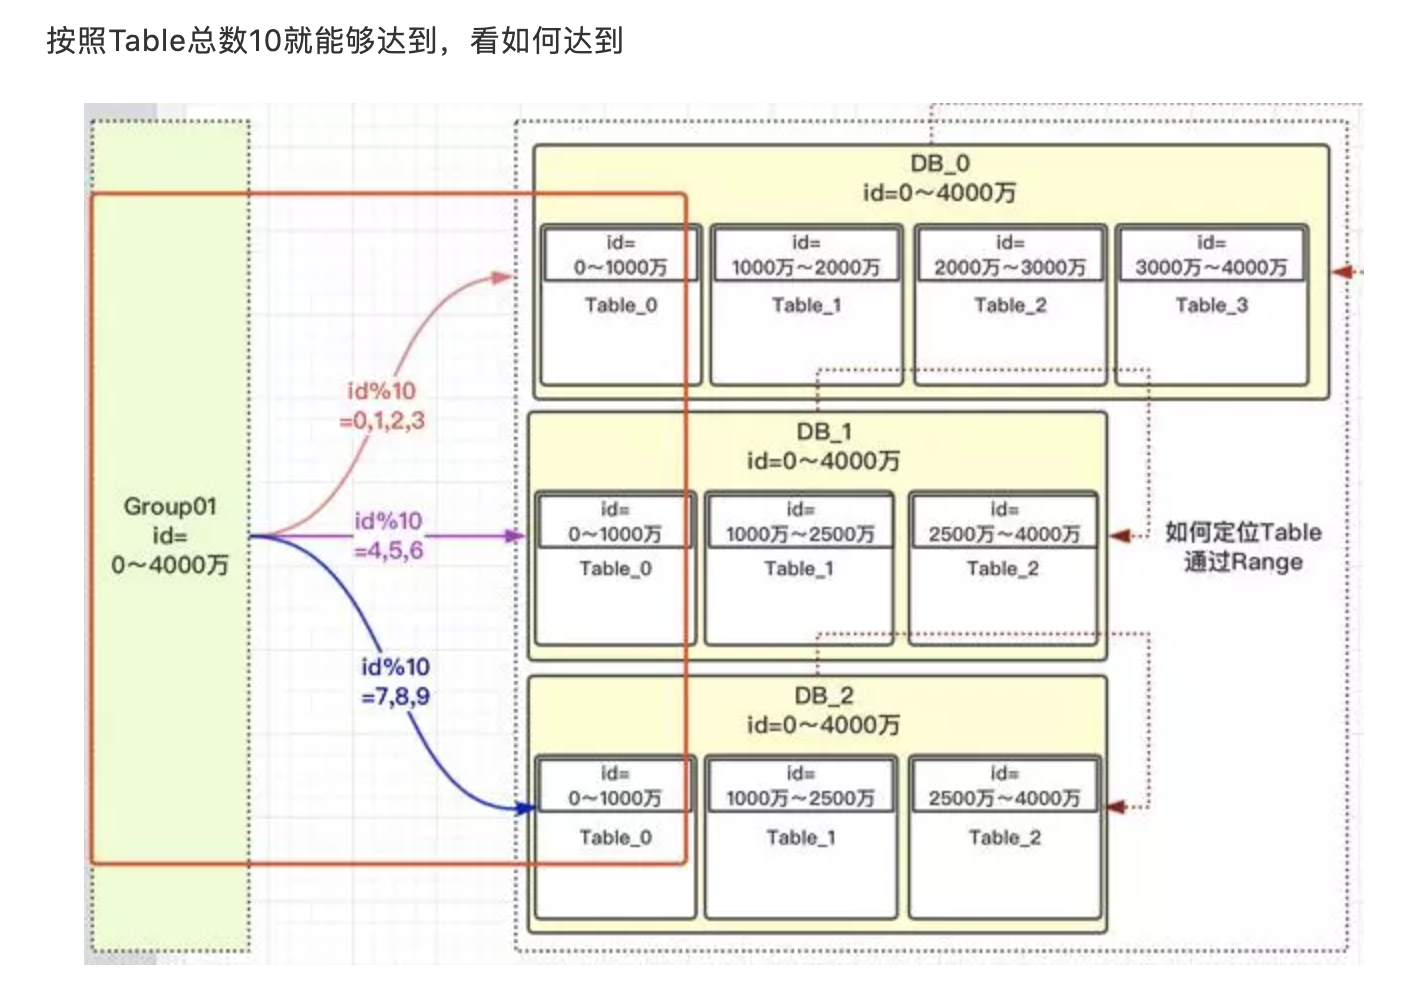 按照Table总数10就能够达到，看如何达到
DB_0
id=0～4000万
id=
0～1000万
Table_0
id=
1000万～2000万
Table_1
id=
2000万～3000万
Table_2
id=
3000万～4000万
Table_3
id%10
=0,1,2,3
DB_1
id=0～4000万
Group01
id=
0～4000万
id%10
=4,5,6
id=
0～1000万
Table_0
id=
1000万～2500万
Table_1
id=
2500万～4000万
Table_2
如何定位Table
通过Range
id%10
=7,8,9
DB_2
id=0～4000万
id=
0～1000万
Table_0
id=
1000万～2500万
Table_1
id=
2500万～4000万
Table_2